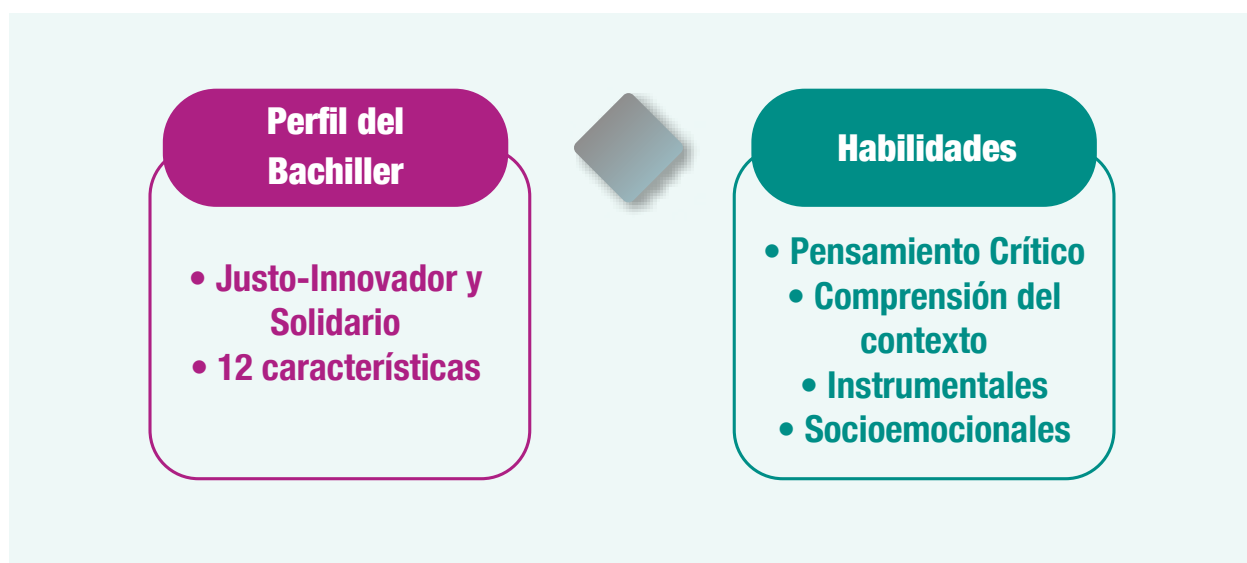 Perfil del
Bachiller
• Justo-Innovador y
Solidario
• 12 características
Habilidades
• Pensamiento Crítico
• Comprensión del
contexto
• Instrumentales
• Socioemocionales